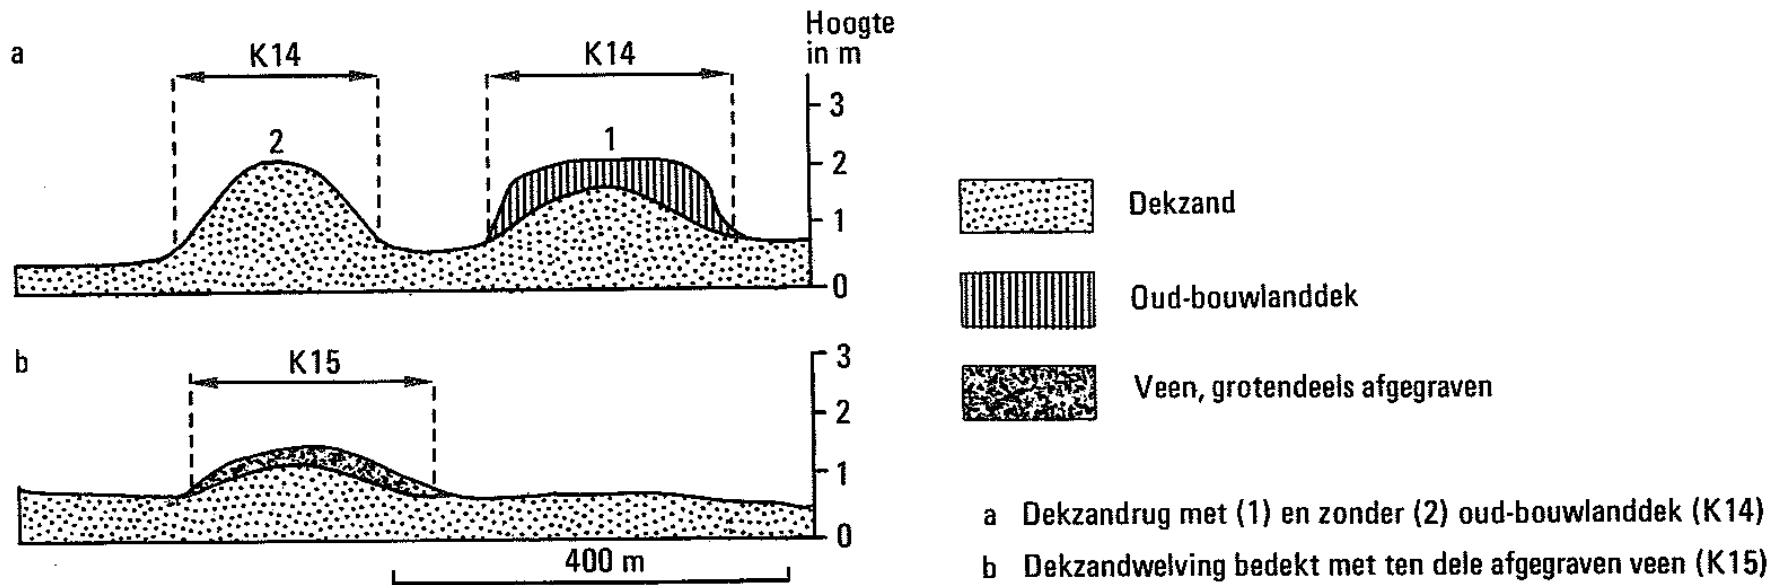 a
K14
K14
Hoogte
in m
3
2
1
0
2
1
b
K15
3
2
1
0
400 m
Dekzand
Oud-bouwlanddek
Veen, grotendeels afgegraven
a Dekzandrug met (1) en zonder (2) oud-bouwlanddek (K14)
b Dekzandwelving bedekt met ten dele afgegraven veen (K15)